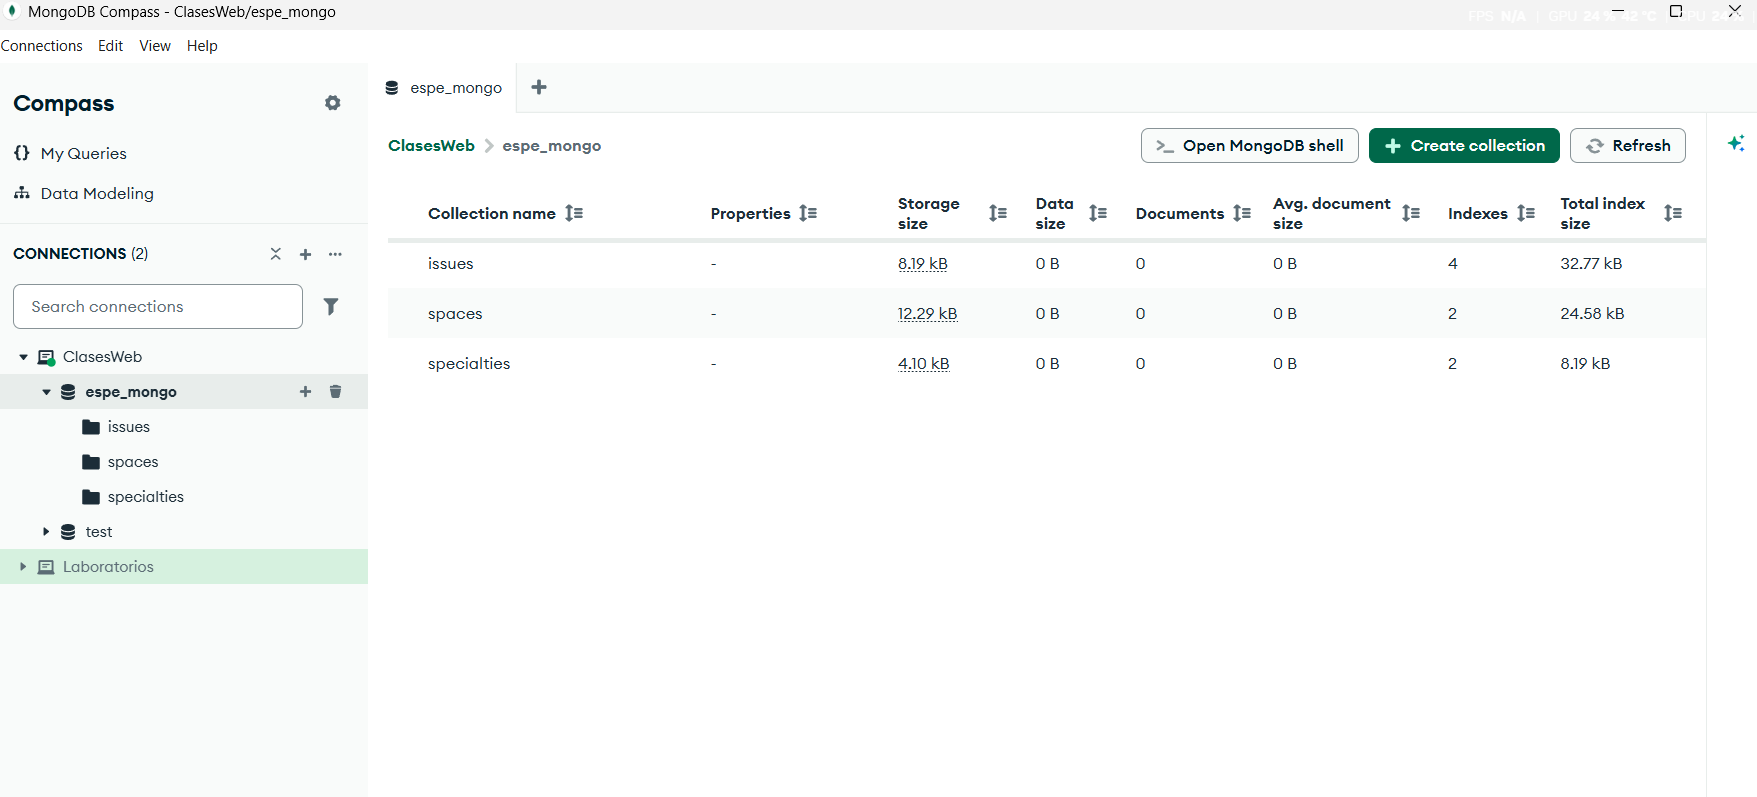 MongoDB Compass - ClasesWeb/espe_mongo
FPS N/A | GPU 24 % 42 °C
Connections Edit View Help
Compass
My Queries
Data Modeling
CONNECTIONS (2)
Search connections
ClasesWeb
espe_mongo
issues
spaces
specialties
test
Laboratorios
espe_mongo
ClasesWeb espe_mongo
Open MongoDB shell
Create collection
Refresh
Collection name Properties Storage size Data size Documents Avg. document size Indexes Total index size
issues - 8.19 kB 0 B 0 0 B 4 32.77 kB
spaces - 12.29 kB 0 B 0 0 B 2 24.58 kB
specialties - 4.10 kB 0 B 0 0 B 2 8.19 kB